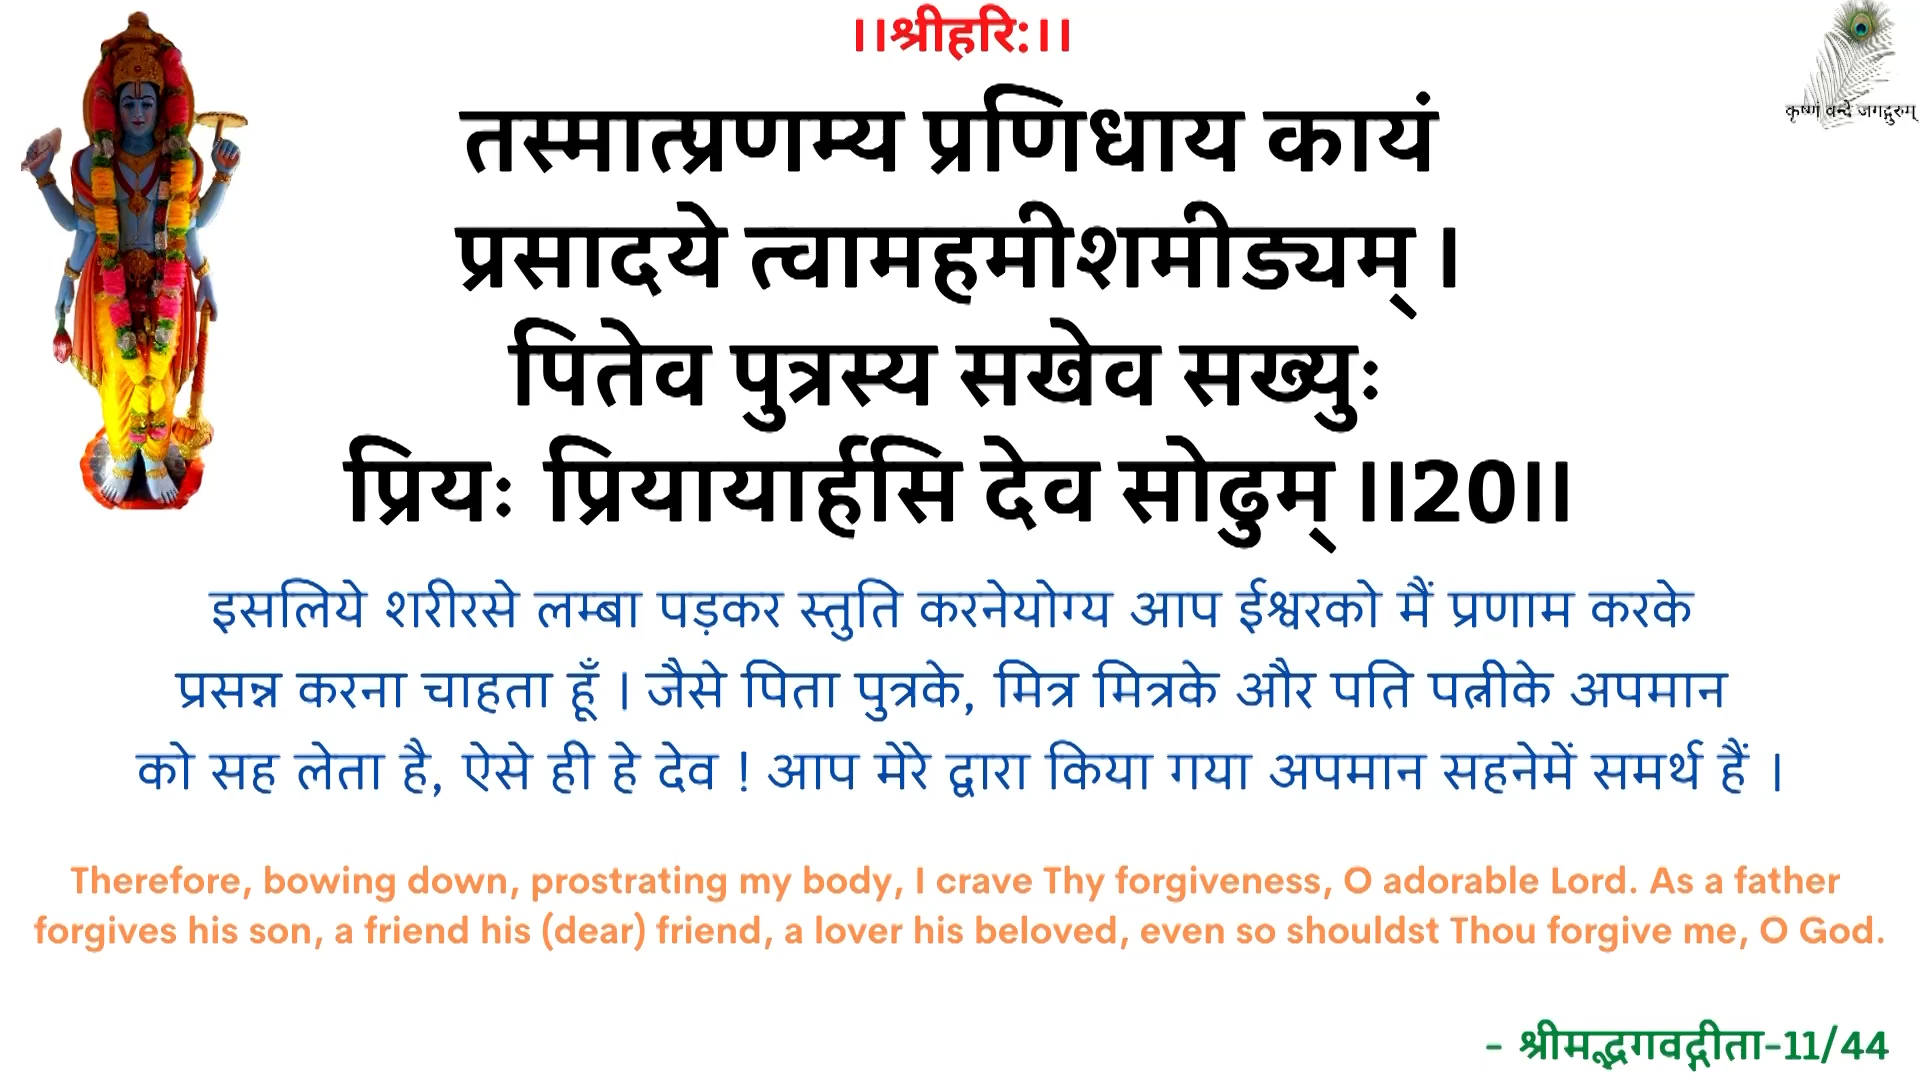 ।।श्रीहरि:।।
कृष्णं वन्दे जगद्गुरुम्
तस्मात्प्रणम्य प्रणिधाय कायं
प्रसादये त्वामहमीशमीड्यम् ।
पितेव पुत्रस्य सखेव सख्युः
प्रियः प्रियायार्हसि देव सोढुम् ।।20।।
इसलिये शरीरसे लम्बा पड़कर स्तुति करनेयोग्य आप ईश्वरको मैं प्रणाम करके
प्रसन्न करना चाहता हूँ । जैसे पिता पुत्रके, मित्र मित्रके और पति पत्नीके अपमान
को सह लेता है, ऐसे ही हे देव ! आप मेरे द्वारा किया गया अपमान सहनेमें समर्थ हैं ।
Therefore, bowing down, prostrating my body, I crave Thy forgiveness, O adorable Lord. As a father
forgives his son, a friend his (dear) friend, a lover his beloved, even so shouldst Thou forgive me, O God.
- श्रीमद्भगवद्गीता-11/44